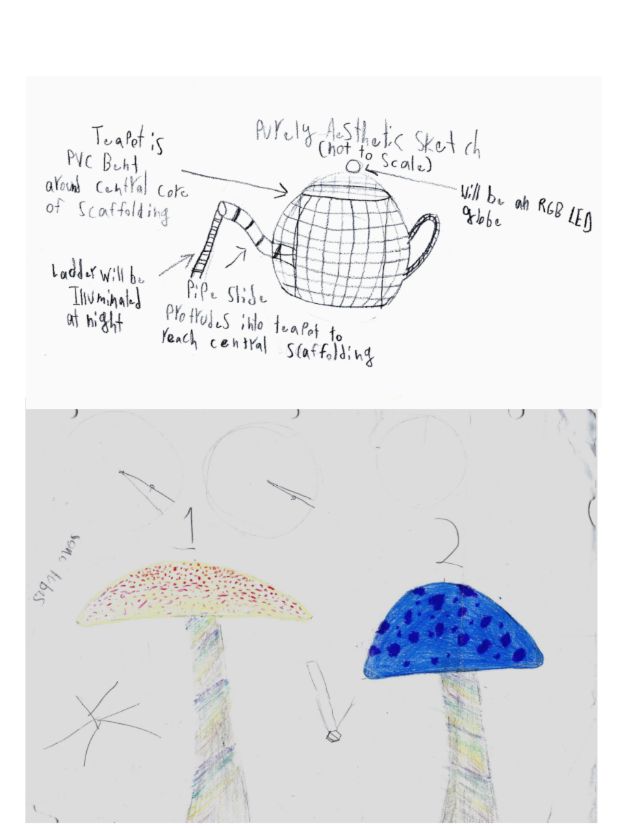 Purely Aesthetic Sketch
(not to Scale)
Teapot is
PVC Bent
around central core
of Scaffolding
Will be an RGB LED
globe
Ladder will be
Illuminated
at night
Pipe Slide
Protrudes into teapot to
reach central scaffolding
1
2